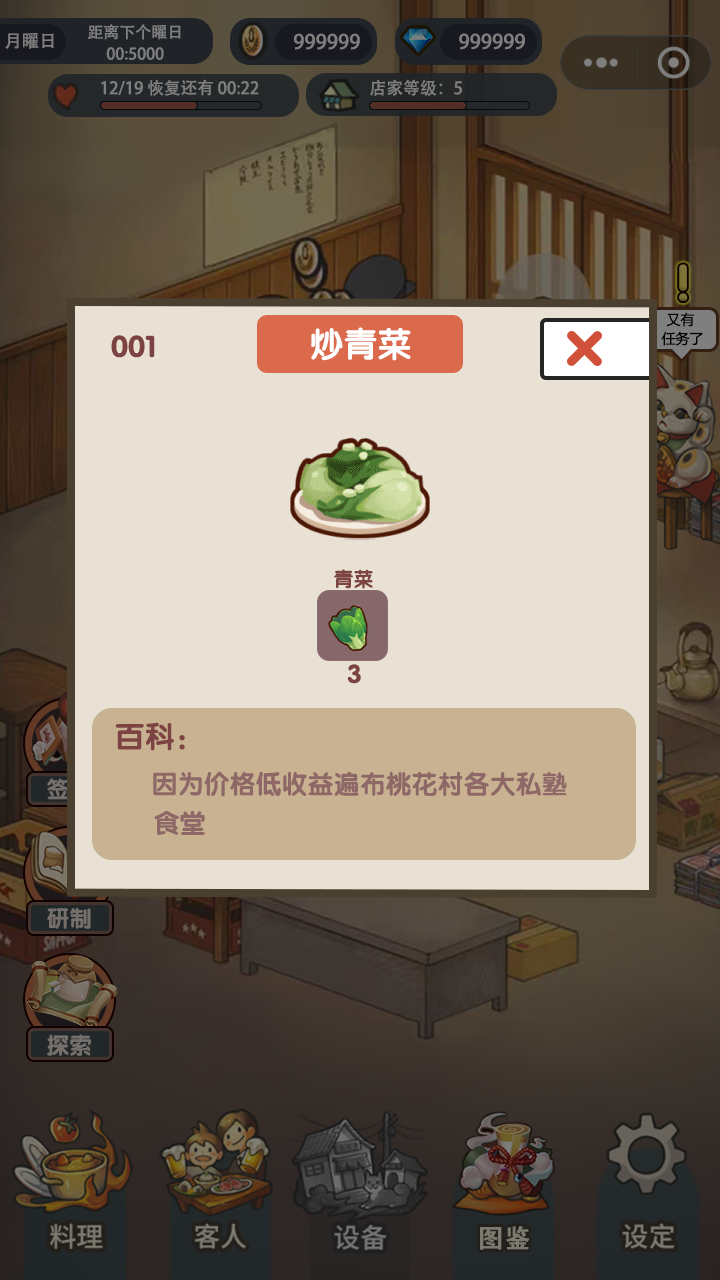 月曜日
距离下个曜日
00:5000
999999
999999
12/19 恢复还有 00:22
店家等级：5
又有
任务了
001
炒青菜
青菜
3
百科：
因为价格低收益遍布桃花村各大私塾
食堂
签
研制
探索
料理
客人
设备
图鉴
设定